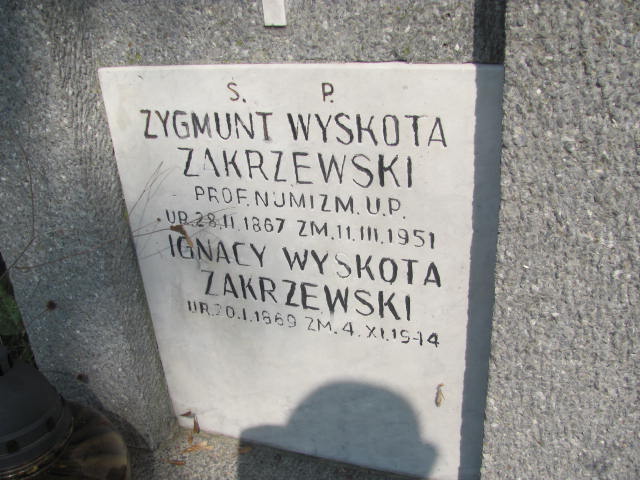 S. P.
ZYGMUNT WYSKOTA
ZAKRZEWSKI
PROF. NUMIZM. U.P.
UR. 28.II.1867 ZM. 11.III.1951
IGNACY WYSKOTA
ZAKRZEWSKI
UR. 20.I.1869 ZM. 4.XI.